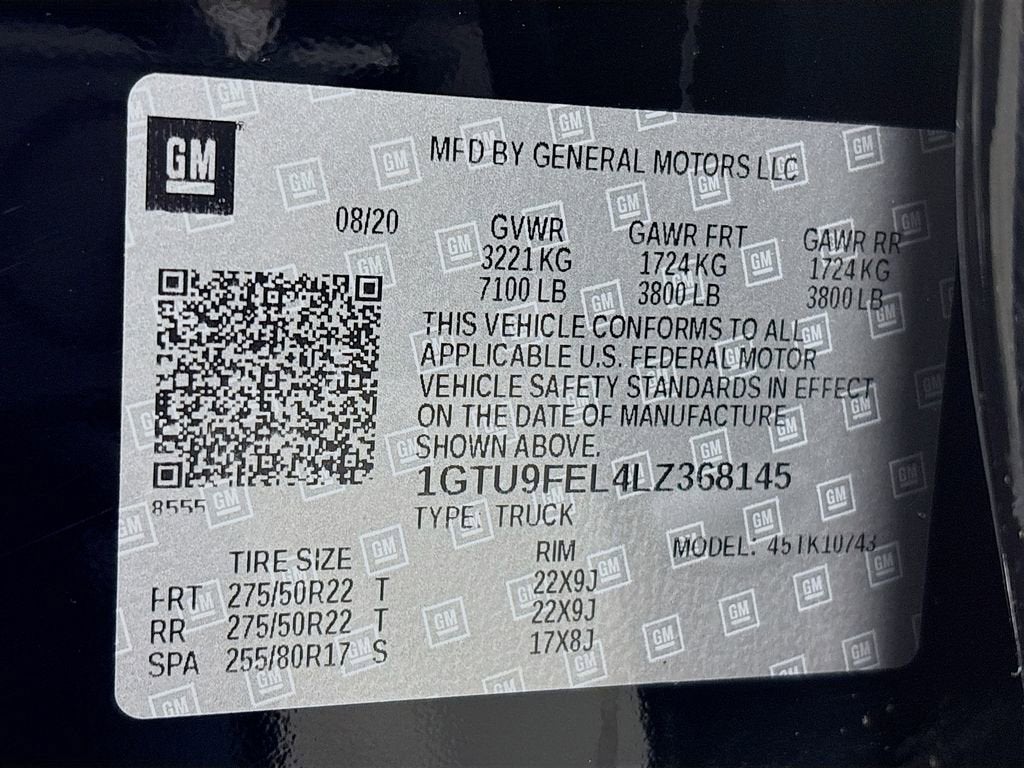 GM
MFD BY GENERAL MOTORS LLC
08/20 GVWR GAWR FRT GAWR RR
3221 KG 1724 KG 1724 KG
7100 LB 3800 LB 3800 LB
THIS VEHICLE CONFORMS TO ALL
APPLICABLE U.S. FEDERAL MOTOR
VEHICLE SAFETY STANDARDS IN EFFECT
ON THE DATE OF MANUFACTURE
SHOWN ABOVE.
1GTU9FEL4LZ368145
8555
TYPE: TRUCK
MODEL: 45TK10743
TIRE SIZE RIM
FRT 275/50R22 T 22X9J
RR 275/50R22 T 22X9J
SPA 255/80R17 S 17X8J